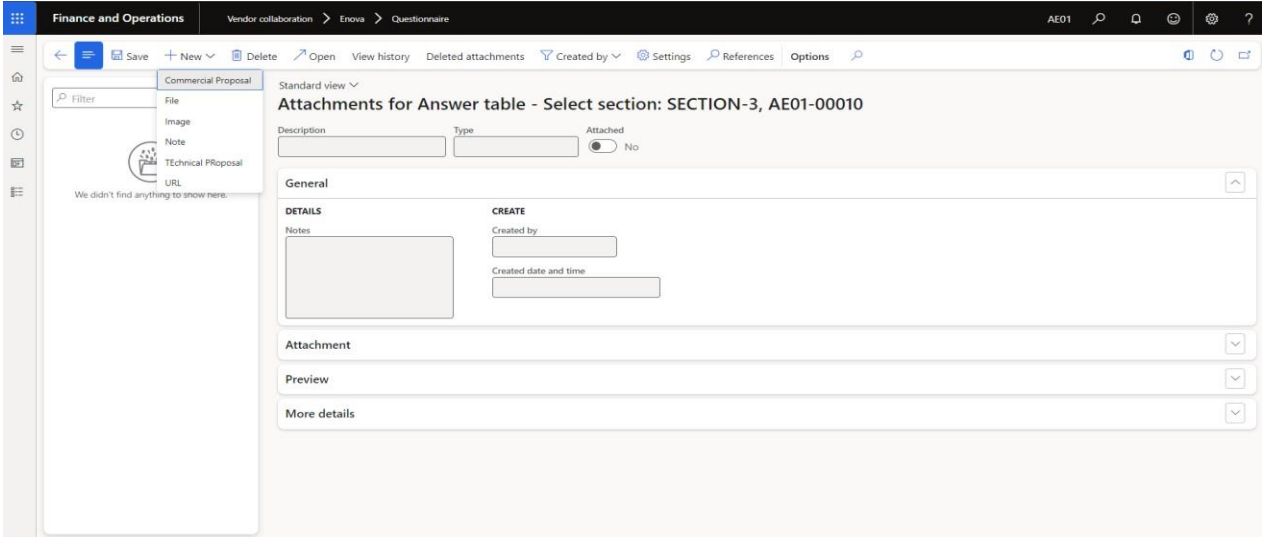 Finance and Operations
Vendor collaboration > Enova > Questionnaire
AE01
?
Save
New
Delete
Open
View history
Deleted attachments
Created by
Settings
References
Options
Filter
Commercial Proposal
File
Image
Note
TEchnical PRoposal
URL
We didn't find anything to show here.
Standard view
Attachments for Answer table - Select section: SECTION-3, AE01-00010
Description
Type
Attached
No
General
DETAILS
CREATE
Notes
Created by
Created date and time
Attachment
Preview
More details